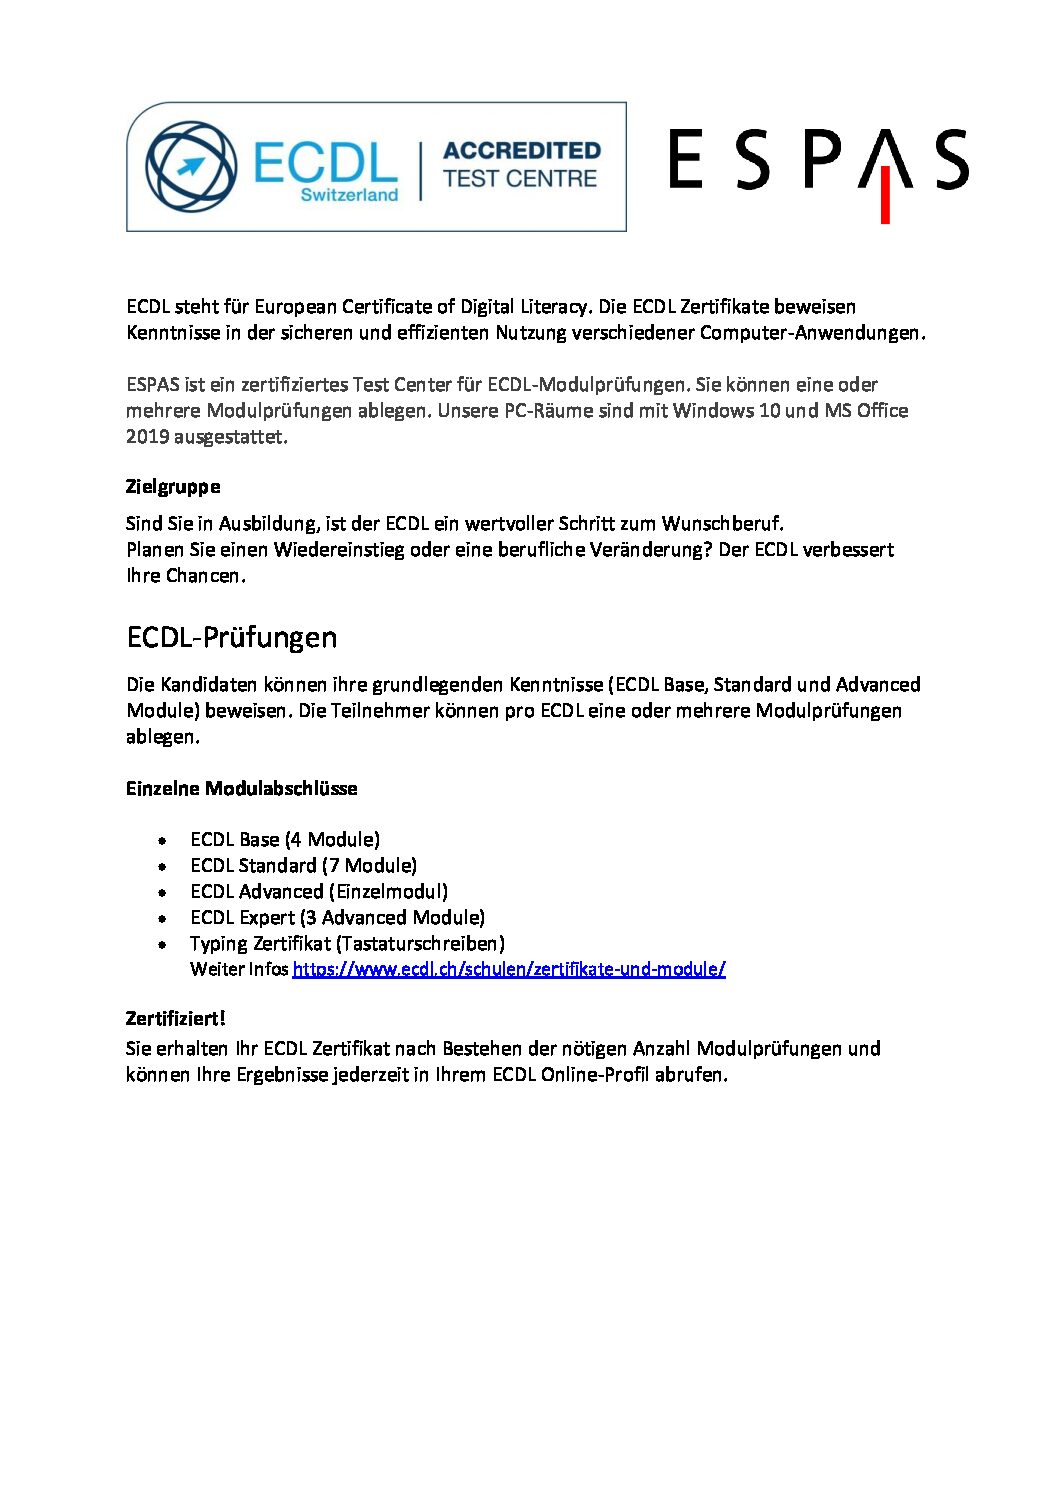 ECDL
Switzerland
ACCREDITED
TEST CENTRE
ESPAS
ECDL steht für European Certificate of Digital Literacy. Die ECDL Zertifikate beweisen
Kenntnisse in der sicheren und effizienten Nutzung verschiedener Computer-Anwendungen.
ESPAS ist ein zertifiziertes Test Center für ECDL-Modulprüfungen. Sie können eine oder
mehrere Modulprüfungen ablegen. Unsere PC-Räume sind mit Windows 10 und MS Office
2019 ausgestattet.
Zielgruppe
Sind Sie in Ausbildung, ist der ECDL ein wertvoller Schritt zum Wunschberuf.
Planen Sie einen Wiedereinstieg oder eine berufliche Veränderung? Der ECDL verbessert
Ihre Chancen.
ECDL-Prüfungen
Die Kandidaten können ihre grundlegenden Kenntnisse (ECDL Base, Standard und Advanced
Module) beweisen. Die Teilnehmer können pro ECDL eine oder mehrere Modulprüfungen
ablegen.
Einzelne Modulabschlüsse
• ECDL Base (4 Module)
• ECDL Standard (7 Module)
• ECDL Advanced (Einzelmodul)
• ECDL Expert (3 Advanced Module)
• Typing Zertifikat (Tastaturschreiben)
Weiter Infos https://www.ecdl.ch/schulen/zertifikate-und-module/
Zertifiziert!
Sie erhalten Ihr ECDL Zertifikat nach Bestehen der nötigen Anzahl Modulprüfungen und
können Ihre Ergebnisse jederzeit in Ihrem ECDL Online-Profil abrufen.